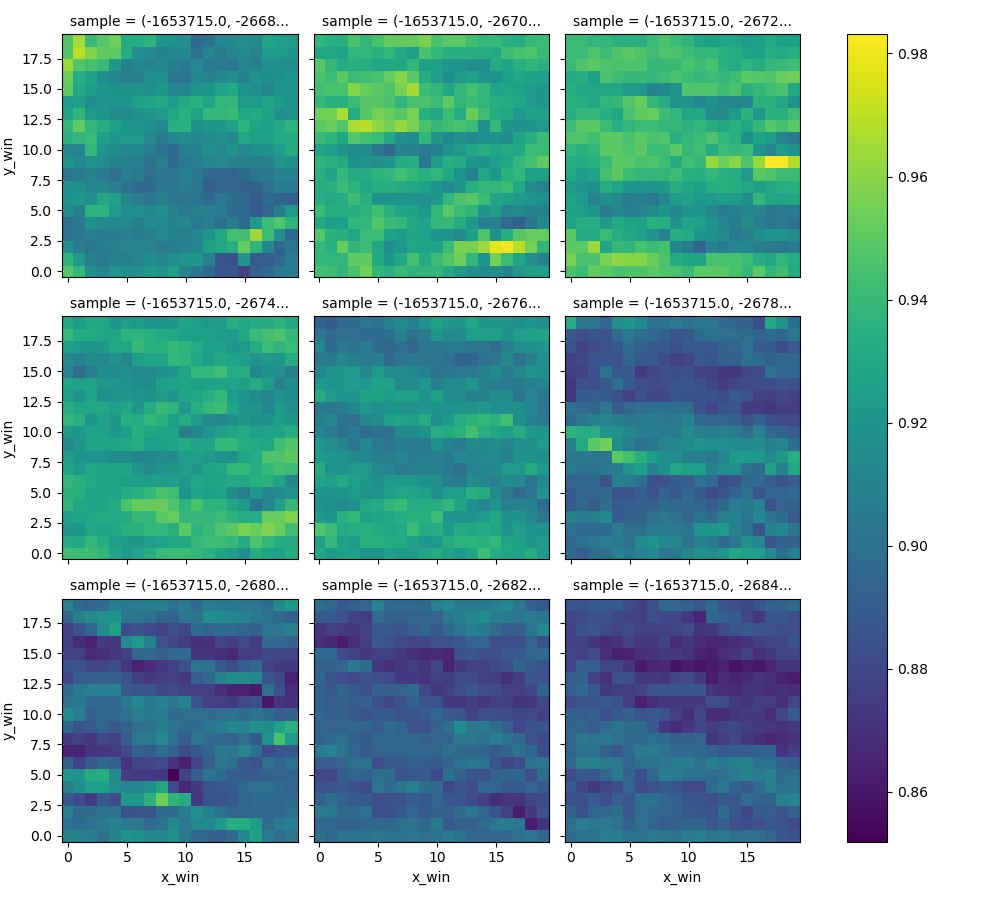 sample = (-1653715.0, -2668...
sample = (-1653715.0, -2670...
sample = (-1653715.0, -2672...
17.5
15.0
12.5
10.0
7.5
5.0
2.5
0.0
y_win
sample = (-1653715.0, -2674...
sample = (-1653715.0, -2676...
sample = (-1653715.0, -2678...
17.5
15.0
12.5
10.0
7.5
5.0
2.5
0.0
y_win
sample = (-1653715.0, -2680...
sample = (-1653715.0, -2682...
sample = (-1653715.0, -2684...
17.5
15.0
12.5
10.0
7.5
5.0
2.5
0.0
y_win
0 5 10 15
0 5 10 15
0 5 10 15
x_win
x_win
x_win
0.98
0.96
0.94
0.92
0.90
0.88
0.86